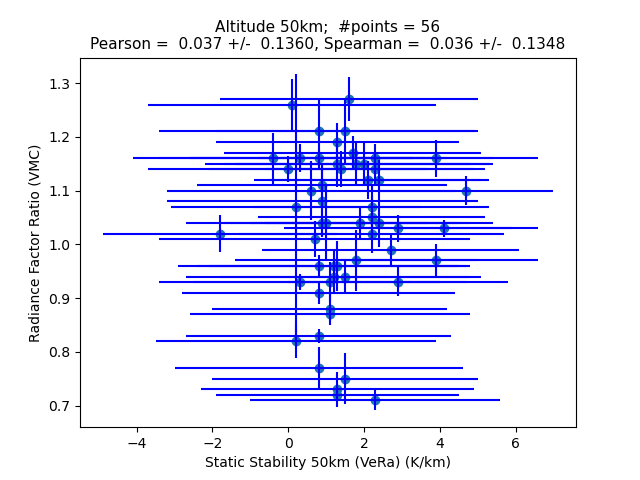 Altitude 50km;  #points = 56
Pearson =  0.037 +/-  0.1360, Spearman =  0.036 +/-  0.1348
Radiance Factor Ratio (VMC)
1.3
1.2
1.1
1.0
0.9
0.8
0.7
−4 −2 0 2 4 6
Static Stability 50km (VeRa) (K/km)